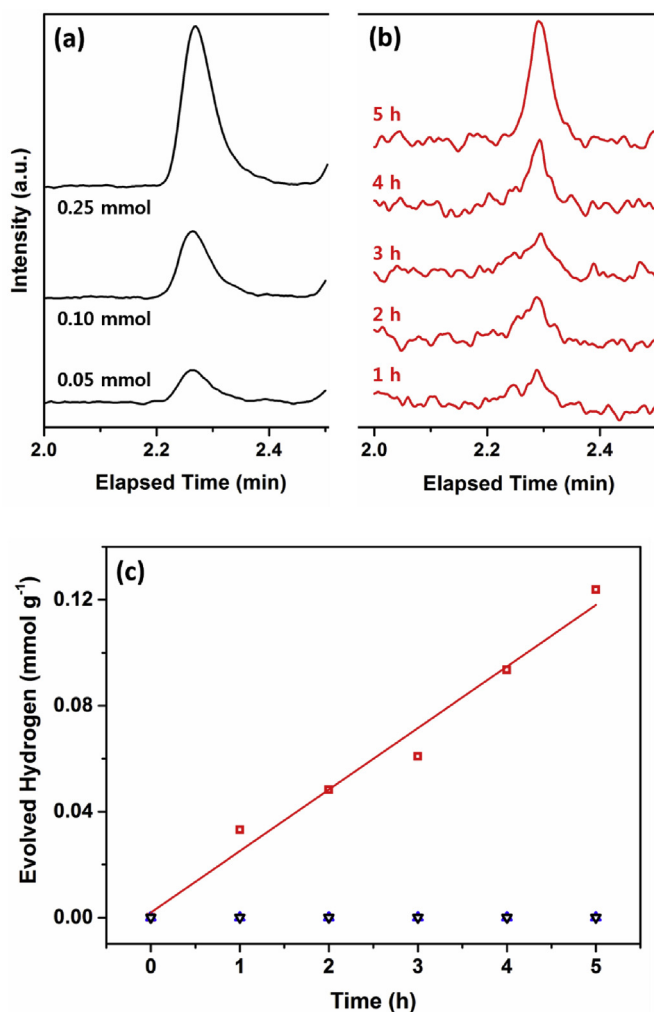 (a)
(b)
Intensity (a.u.)
0.25 mmol
0.10 mmol
0.05 mmol
5 h
4 h
3 h
2 h
1 h
2.0 2.2 2.4
2.0 2.2 2.4
Elapsed Time (min)
Elapsed Time (min)
(c)
Evolved Hydrogen (mmol g⁻¹)
0.12
0.08
0.04
0.00
0 1 2 3 4 5
Time (h)